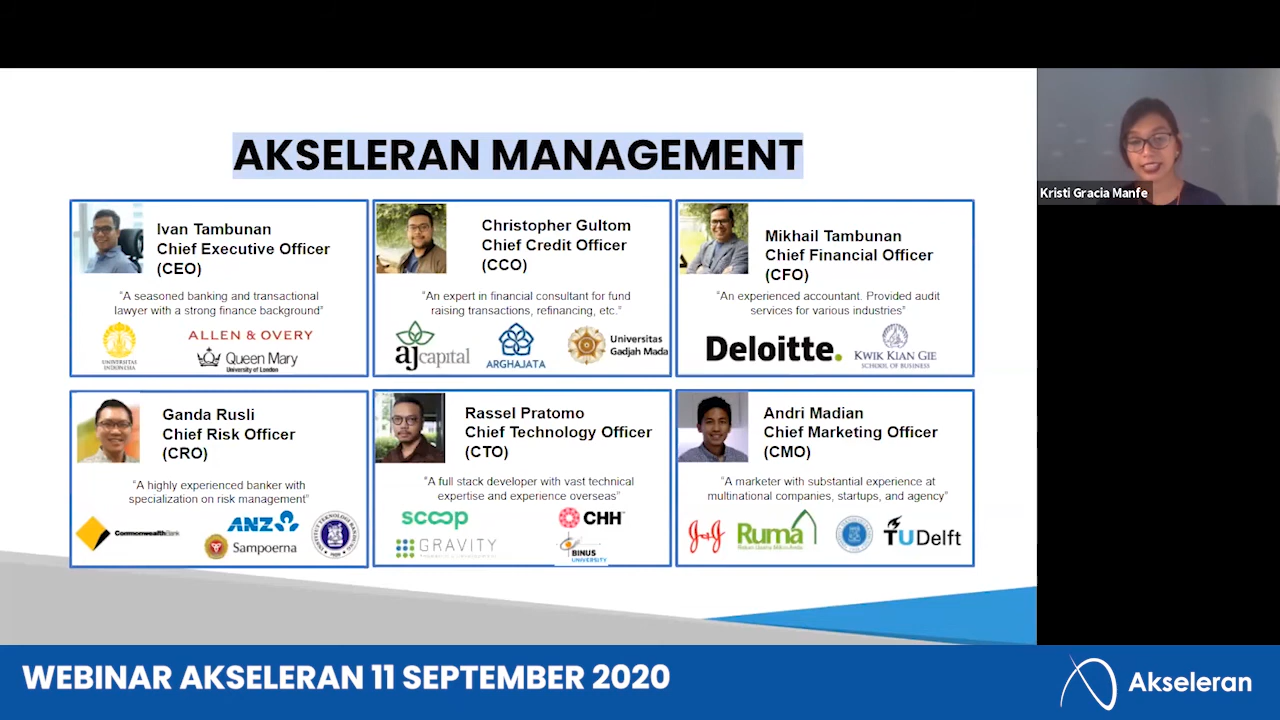 AKSELERAN MANAGEMENT
Kristi Gracia Manfe
Ivan Tambunan
Chief Executive Officer
(CEO)
"A seasoned banking and transactional
lawyer with a strong finance background"
UNIVERSITAS
INDONESIA
ALLEN & OVERY
Queen Mary
University of London
Christopher Gultom
Chief Credit Officer
(CCO)
"An expert in financial consultant for fund
raising transactions, refinancing, etc."
ajcapital
ARGHAJATA
Universitas
Gadjah Mada
Mikhail Tambunan
Chief Financial Officer
(CFO)
"An experienced accountant. Provided audit
services for various industries"
Deloitte.
KWIK KIAN GIE
SCHOOL OF BUSINESS
Ganda Rusli
Chief Risk Officer
(CRO)
"A highly experienced banker with
specialization on risk management"
CommonwealthBank
ANZ
Sampoerna
Rassel Pratomo
Chief Technology Officer
(CTO)
"A full stack developer with vast technical
expertise and experience overseas"
scoop
CHH
GRAVITY
BINUS
UNIVERSITY
Andri Madian
Chief Marketing Officer
(CMO)
"A marketer with substantial experience at
multinational companies, startups, and agency"
J&J
Ruma
TUDelft
WEBINAR AKSELERAN 11 SEPTEMBER 2020
Akseleran